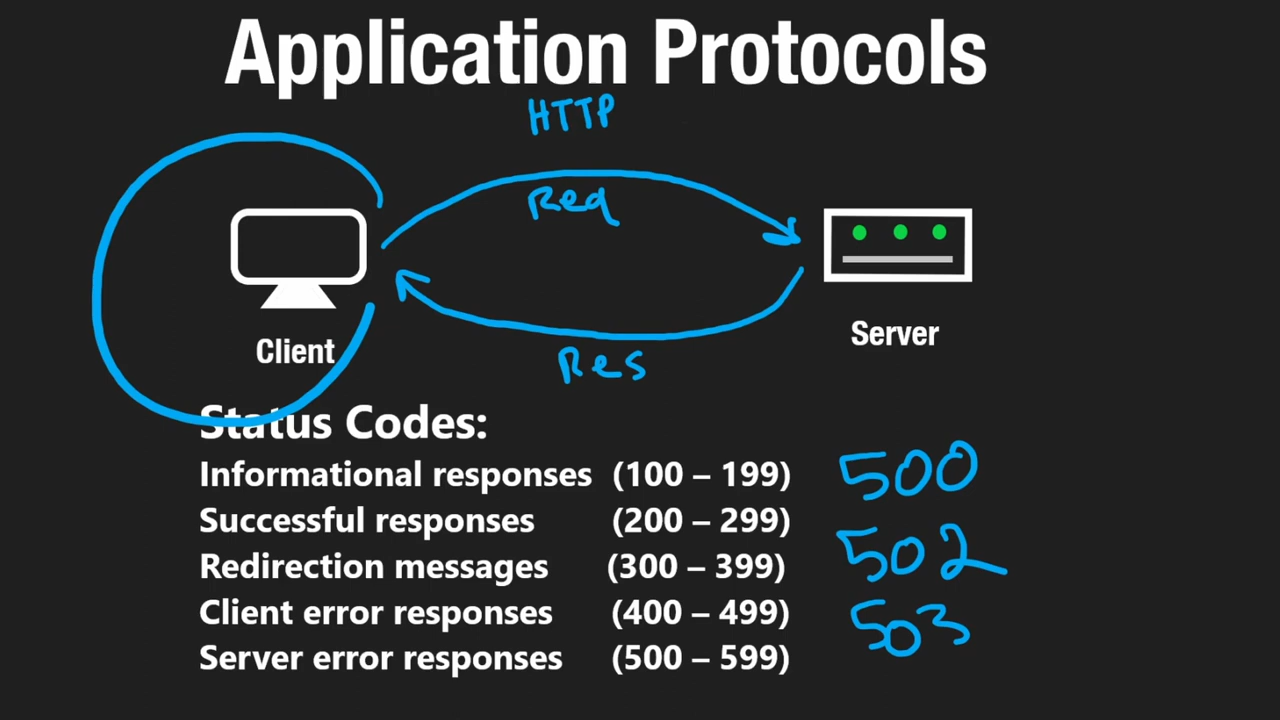 Application Protocols
HTTP
Req
Client
Server
Res
Status Codes:
Informational responses (100 – 199)
500
Successful responses (200 – 299)
502
Redirection messages (300 – 399)
Client error responses (400 – 499)
503
Server error responses (500 – 599)